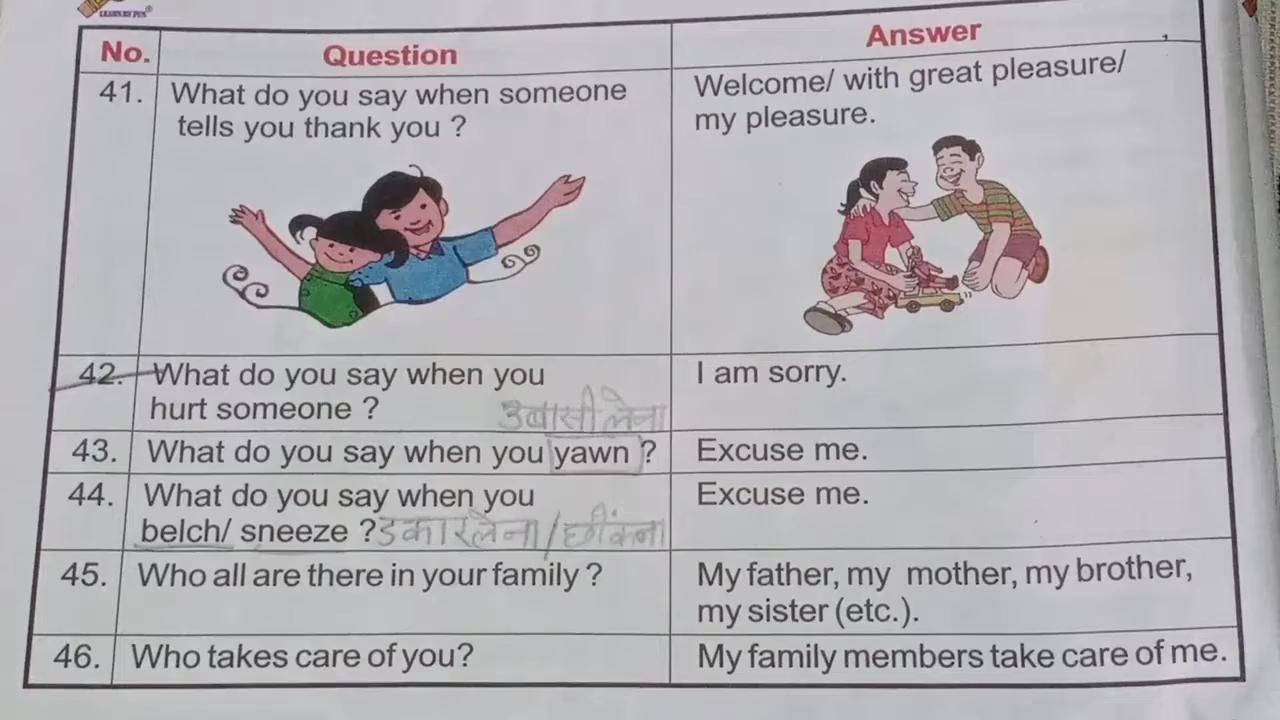 LEARN BY FUN
No. Question Answer
41. What do you say when someone
tells you thank you ?
Welcome/ with great pleasure/
my pleasure.
42. What do you say when you
hurt someone ?
उबासी लेना
I am sorry.
43. What do you say when you yawn ?
Excuse me.
44. What do you say when you
belch/ sneeze ? डकार लेना / छींकना
Excuse me.
45. Who all are there in your family ?
My father, my mother, my brother,
my sister (etc.).
46. Who takes care of you?
My family members take care of me.